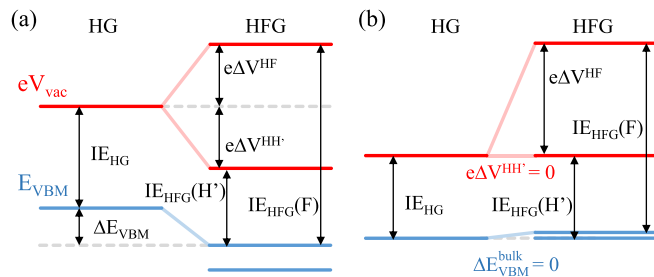 (a)
HG
HFG
eV_vac
eΔV^HF
eΔV^HH'
IE_HG
E_VBM
ΔE_VBM
IE_HFG(H')
IE_HFG(F)
(b)
HG
HFG
eΔV^HF
IE_HFG(F)
eΔV^HH' = 0
IE_HG
IE_HFG(H')
ΔE_VBM^bulk = 0